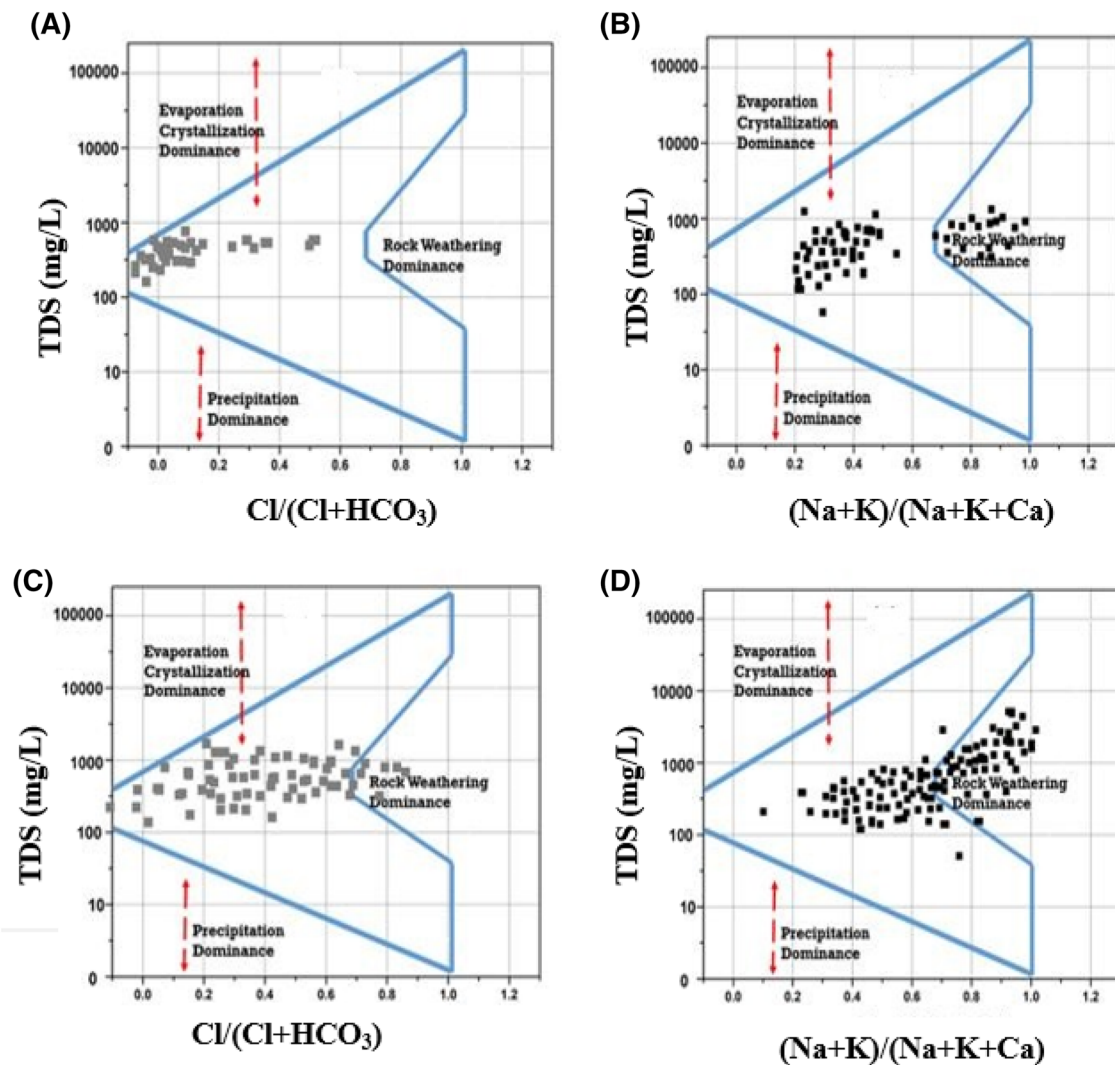 (A)
100000
10000
1000
100
10
0
TDS (mg/L)
Evaporation
Crystallization
Dominance
Rock Weathering
Dominance
Precipitation
Dominance
0.0 0.2 0.4 0.6 0.8 1.0 1.2
Cl/(Cl+HCO₃)
(B)
100000
10000
1000
100
10
0
TDS (mg/L)
Evaporation
Crystallization
Dominance
Rock Weathering
Dominance
Precipitation
Dominance
0.0 0.2 0.4 0.6 0.8 1.0 1.2
(Na+K)/(Na+K+Ca)
(C)
100000
10000
1000
100
10
0
TDS (mg/L)
Evaporation
Crystallization
Dominance
Rock Weathering
Dominance
Precipitation
Dominance
0.0 0.2 0.4 0.6 0.8 1.0 1.2
Cl/(Cl+HCO₃)
(D)
100000
10000
1000
100
10
0
TDS (mg/L)
Evaporation
Crystallization
Dominance
Rock Weathering
Dominance
Precipitation
Dominance
0.0 0.2 0.4 0.6 0.8 1.0 1.2
(Na+K)/(Na+K+Ca)